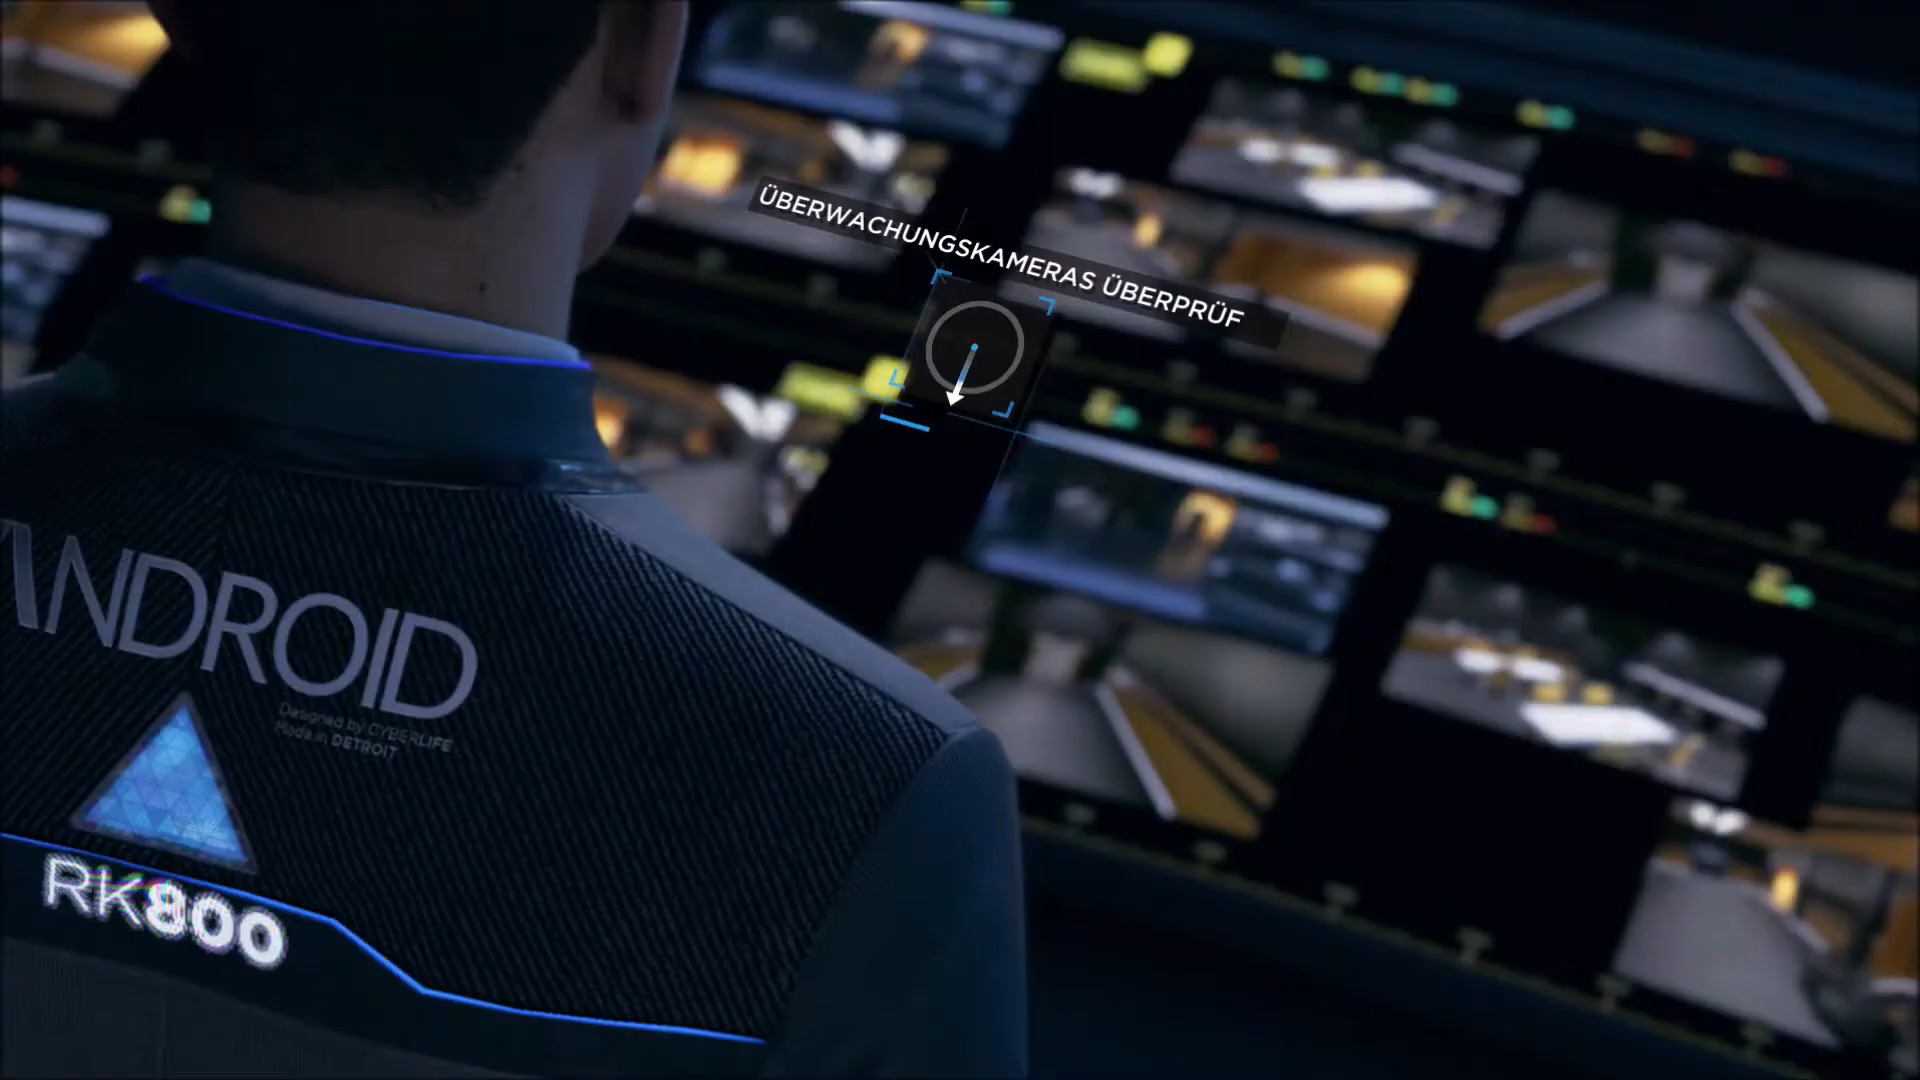 ÜBERWACHUNGSKAMERAS ÜBERPRÜF
ANDROID
Designed by CYBERLIFE
Made in DETROIT
RK800